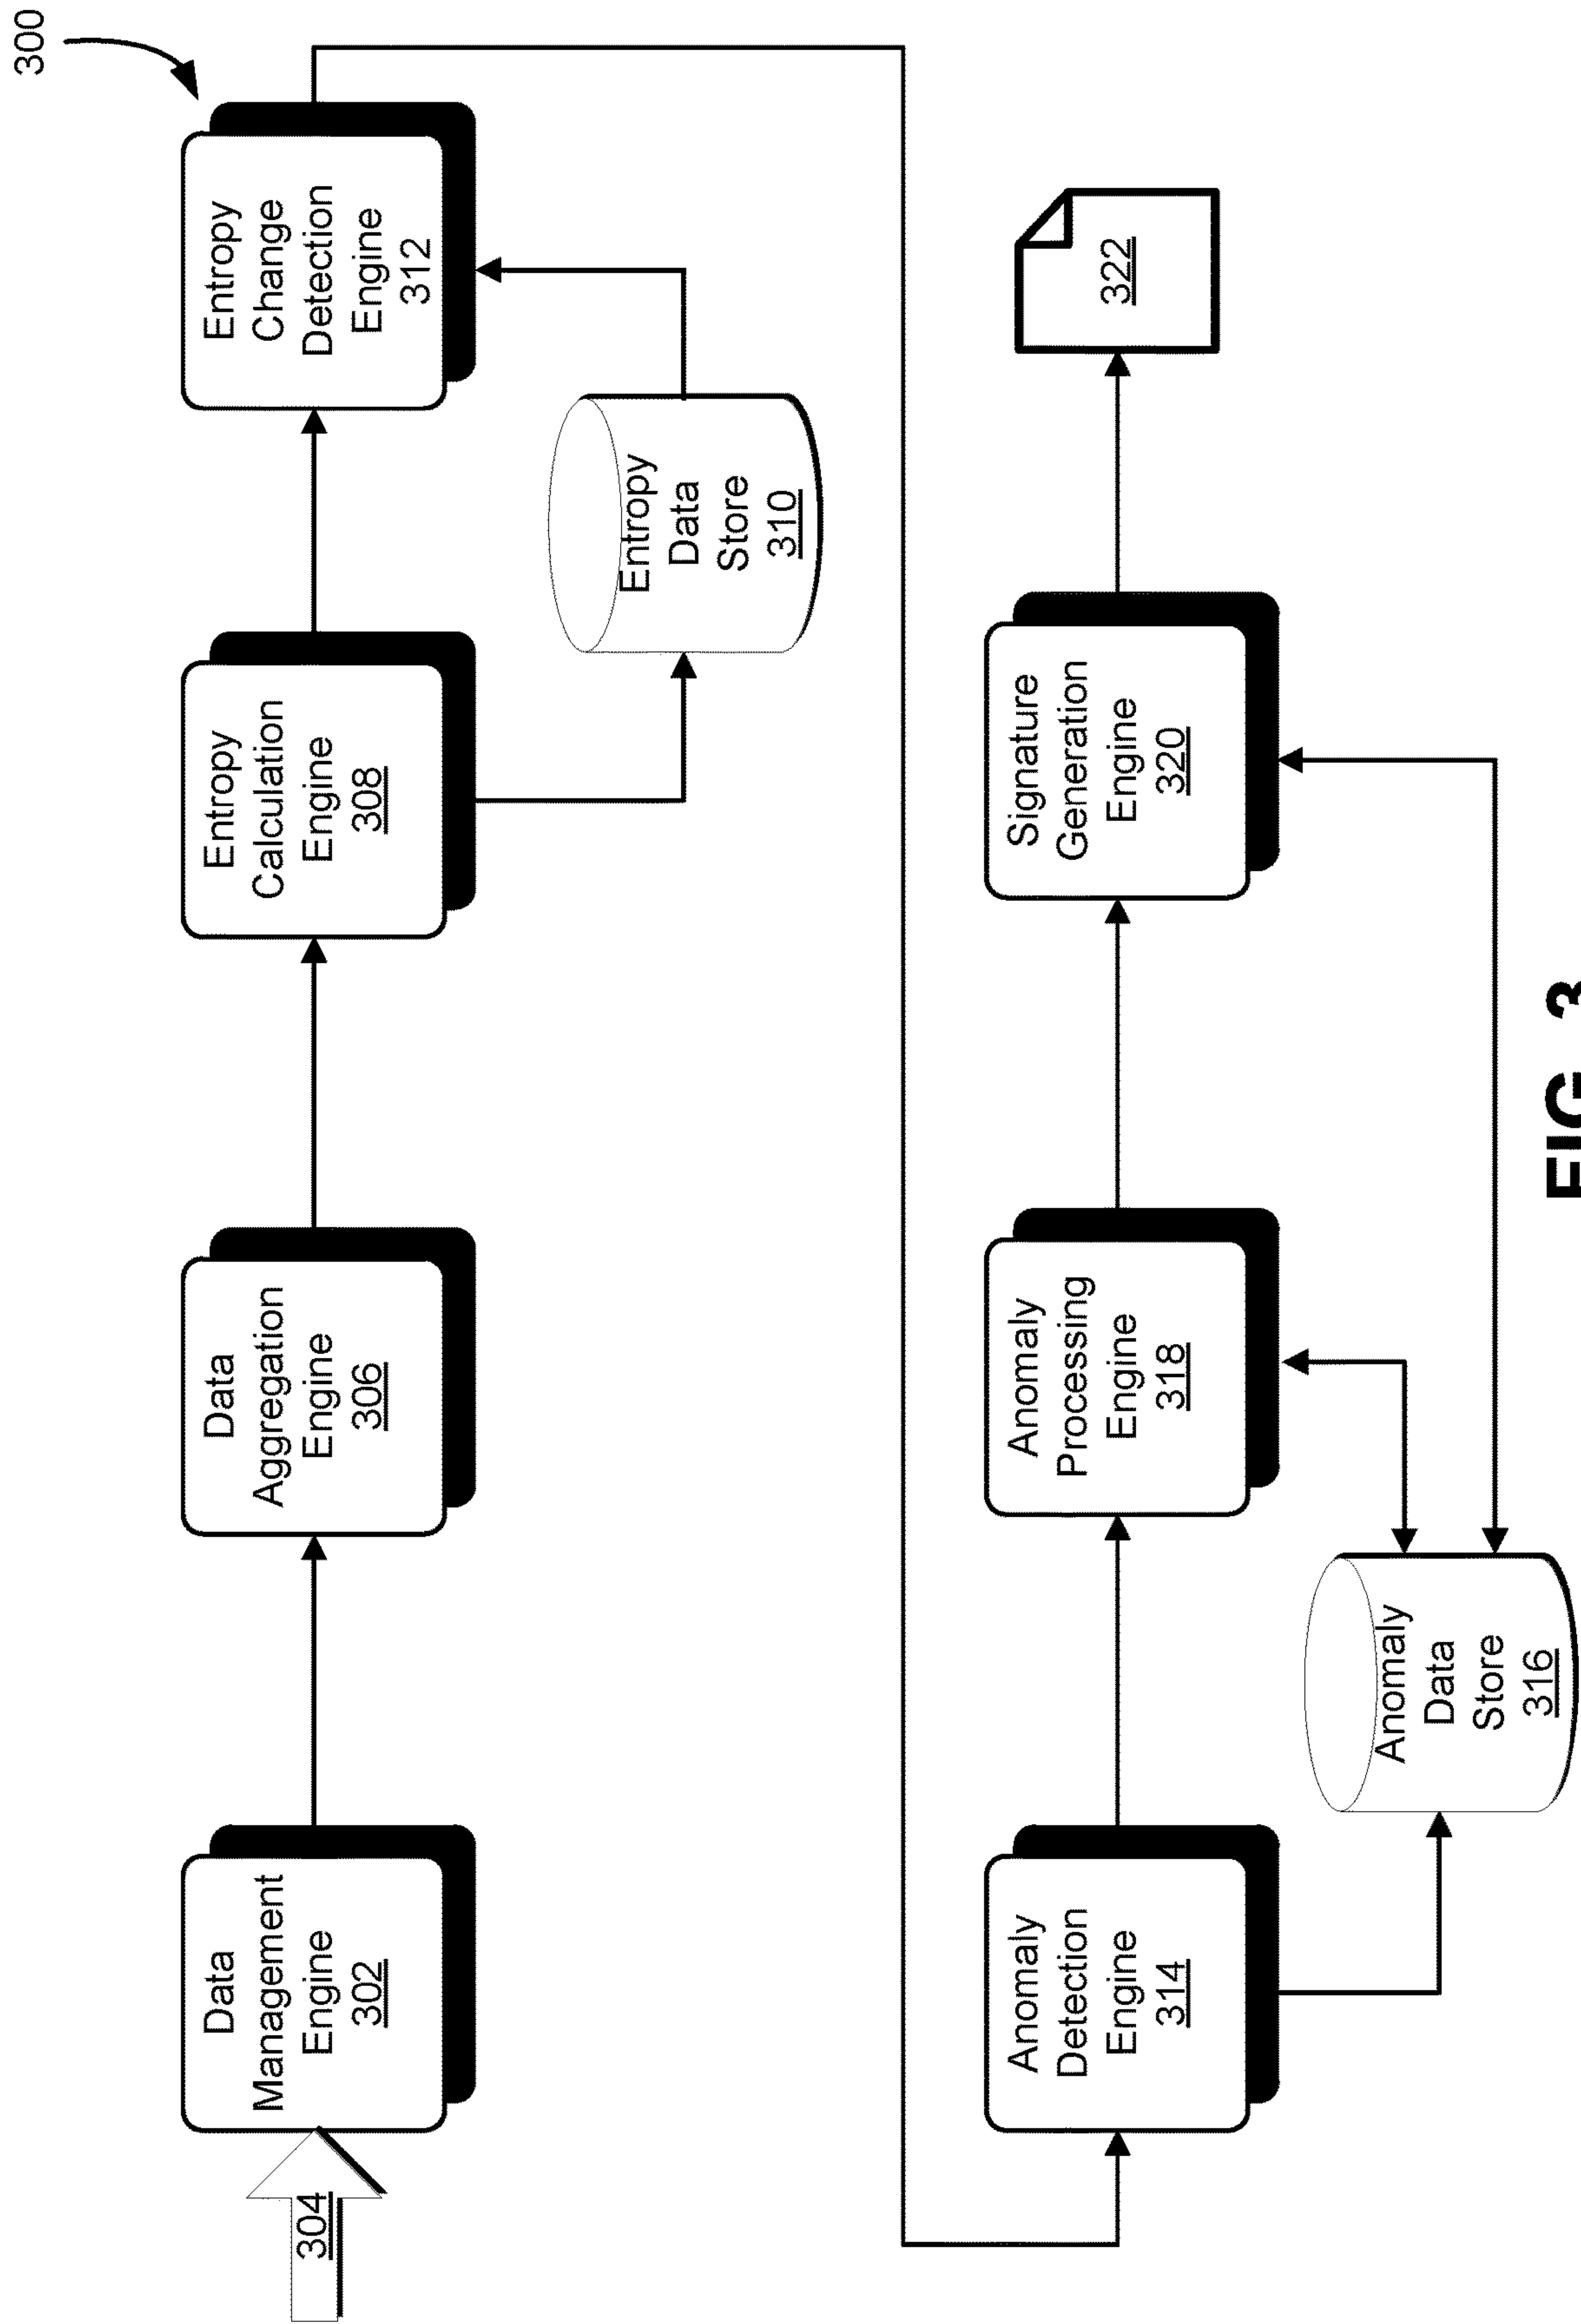 300
304
Data
Management
Engine
302
Data
Aggregation
Engine
306
Entropy
Calculation
Engine
308
Entropy
Change
Detection
Engine
312
Entropy
Data
Store
310
Anomaly
Detection
Engine
314
Anomaly
Processing
Engine
318
Signature
Generation
Engine
320
322
Anomaly
Data
Store
316
FIG. 3